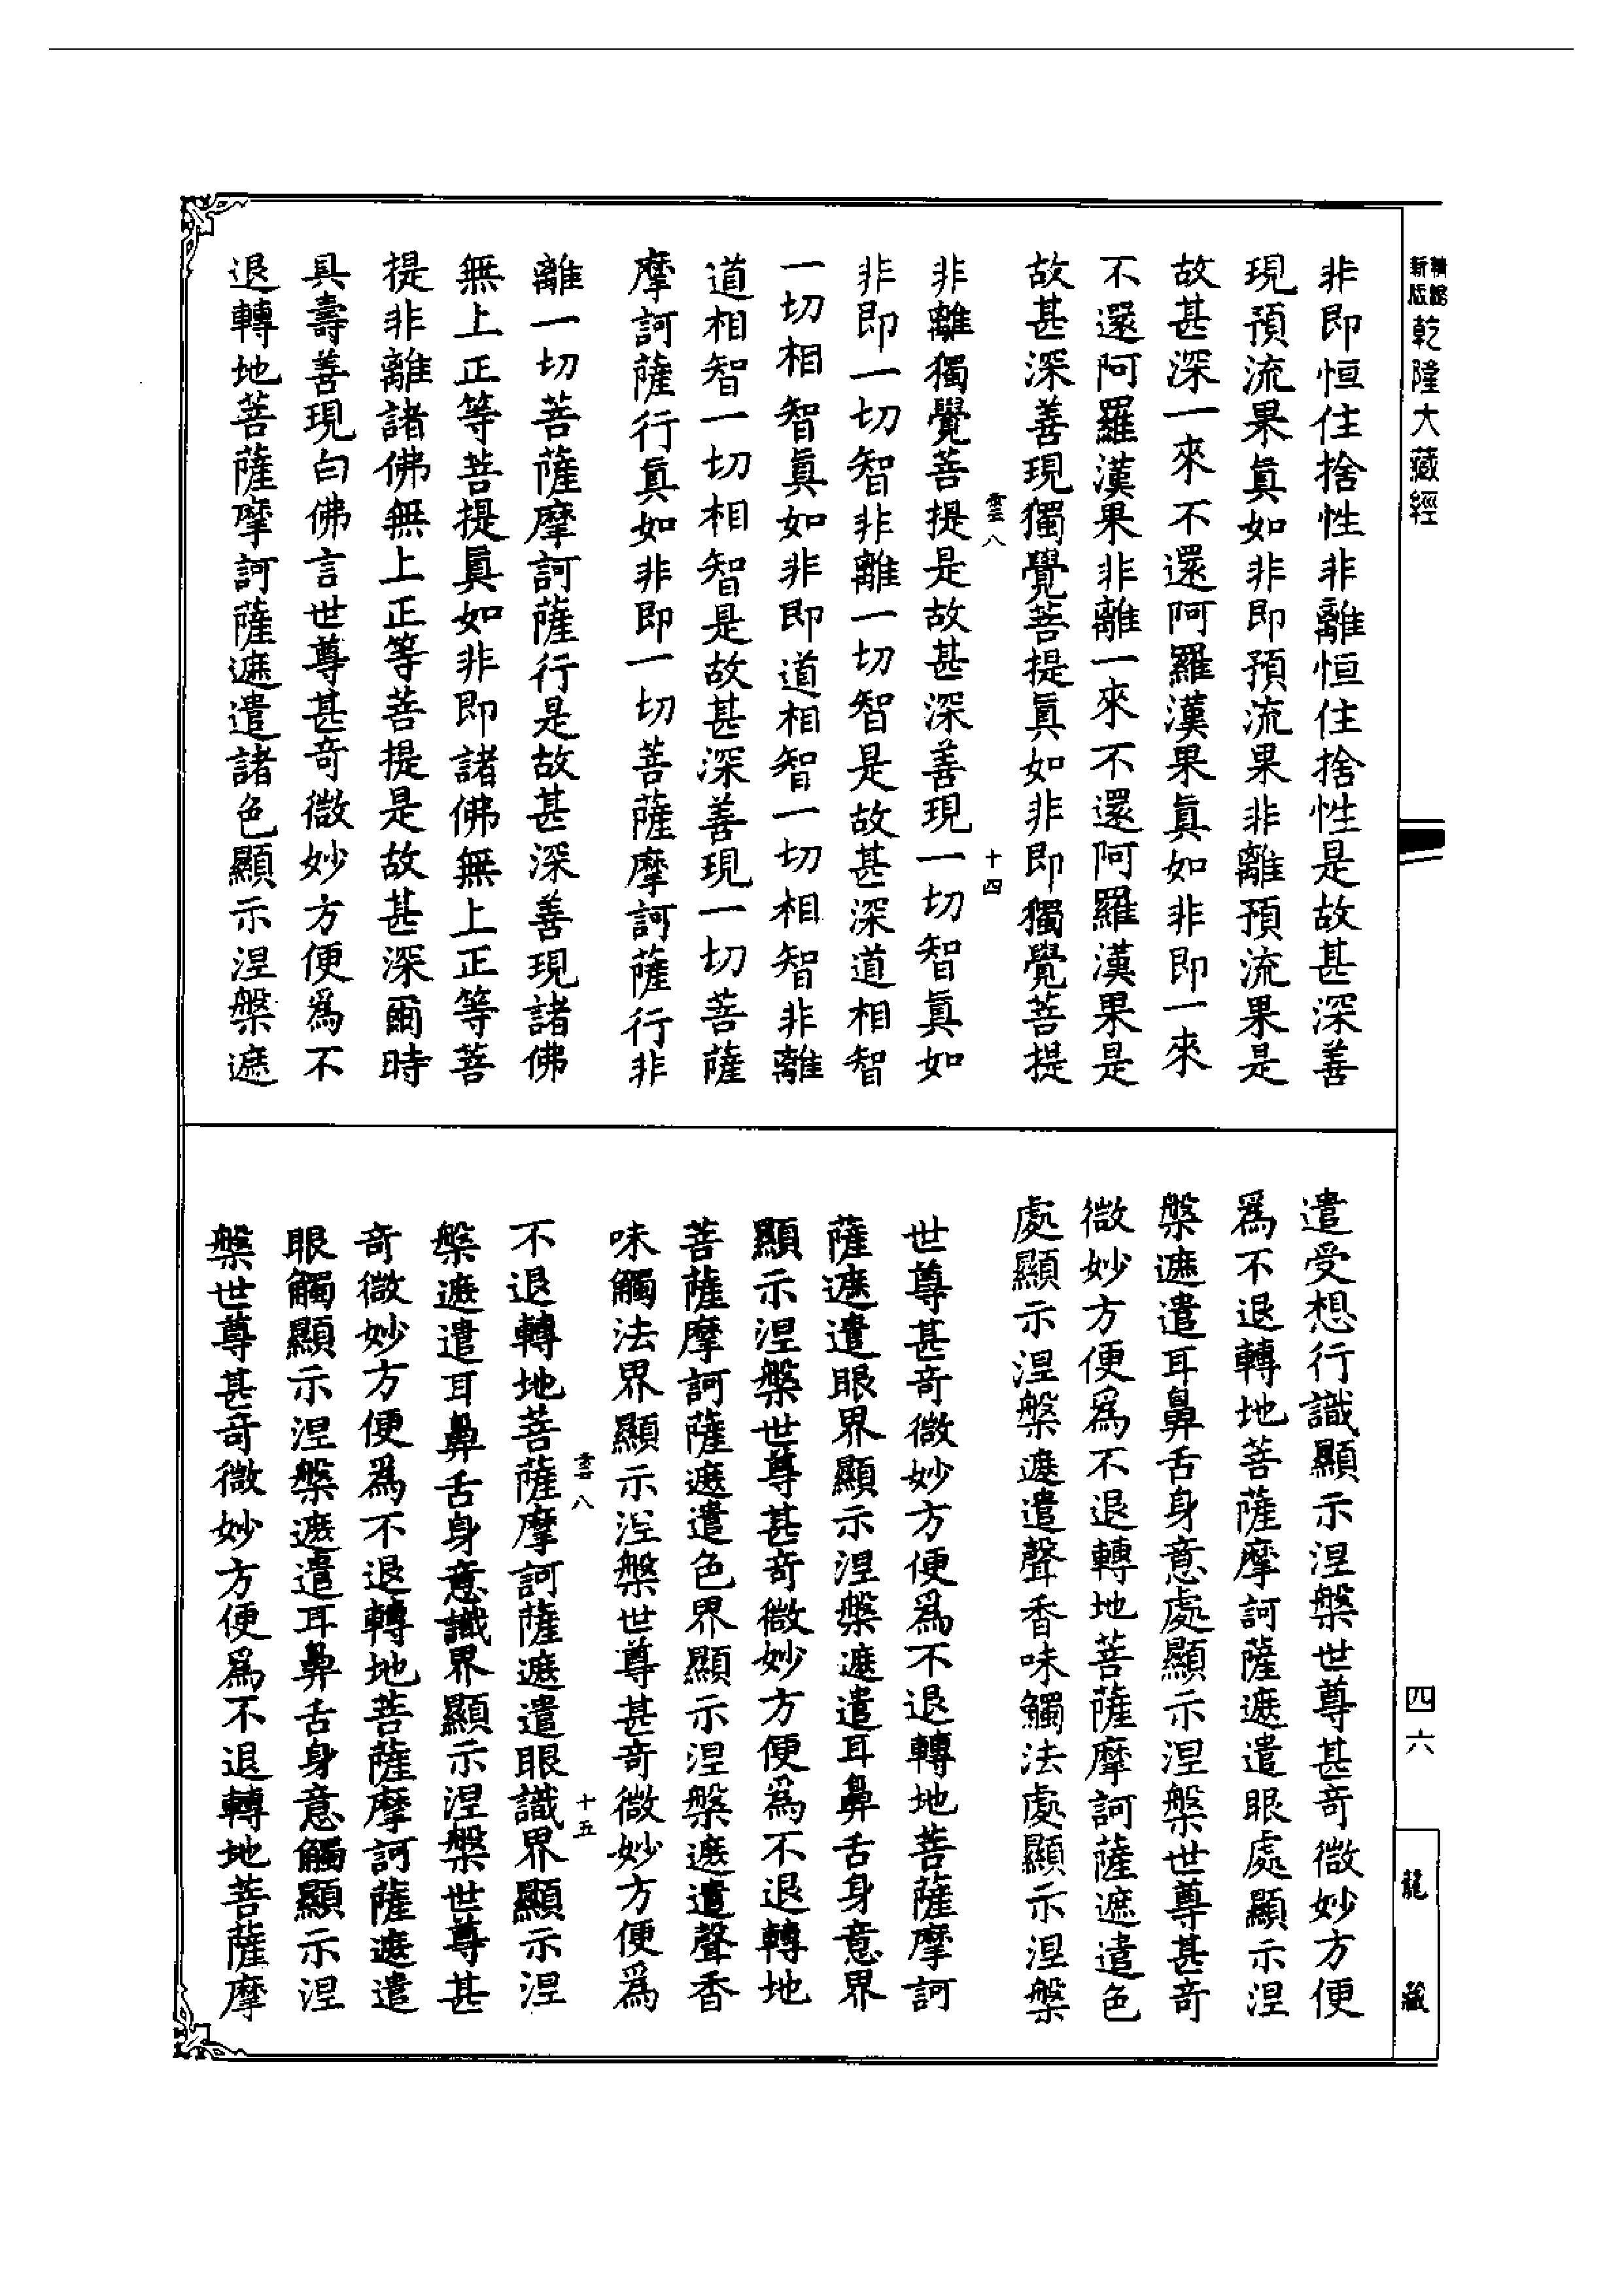 精縮新版乾隆大藏經
四六
龍藏
非即恒住捨性非離恒住捨性是故甚深善
現預流果眞如非即預流果非離預流果是
故甚深一來不還阿羅漢果眞如非即一來
不還阿羅漢果非離一來不還阿羅漢果是
故甚深善現獨覺菩提眞如非即獨覺菩提
雲八
十四
非離獨覺菩提是故甚深善現一切智眞如
非即一切智非離一切智是故甚深道相智
一切相智眞如非即道相智一切相智非離
道相智一切相智是故甚深善現一切菩薩
摩訶薩行眞如非即一切菩薩摩訶薩行非
離一切菩薩摩訶薩行是故甚深善現諸佛
無上正等菩提眞如非即諸佛無上正等菩
提非離諸佛無上正等菩提是故甚深爾時
具壽善現白佛言世尊甚奇微妙方便爲不
退轉地菩薩摩訶薩遮遣諸色顯示涅槃遮
遣受想行識顯示涅槃世尊甚奇微妙方便
爲不退轉地菩薩摩訶薩遮遣眼處顯示涅
槃遮遣耳鼻舌身意處顯示涅槃世尊甚奇
微妙方便爲不退轉地菩薩摩訶薩遮遣色
處顯示涅槃遮遣聲香味觸法處顯示涅槃
世尊甚奇微妙方便爲不退轉地菩薩摩訶
薩遮遣眼界顯示涅槃遮遣耳鼻舌身意界
顯示涅槃世尊甚奇微妙方便爲不退轉地
菩薩摩訶薩遮遣色界顯示涅槃遮遣聲香
味觸法界顯示涅槃世尊甚奇微妙方便爲
雲八
十五
不退轉地菩薩摩訶薩遮遣眼識界顯示涅
槃遮遣耳鼻舌身意識界顯示涅槃世尊甚
奇微妙方便爲不退轉地菩薩摩訶薩遮遣
眼觸顯示涅槃遮遣耳鼻舌身意觸顯示涅
槃世尊甚奇微妙方便爲不退轉地菩薩摩